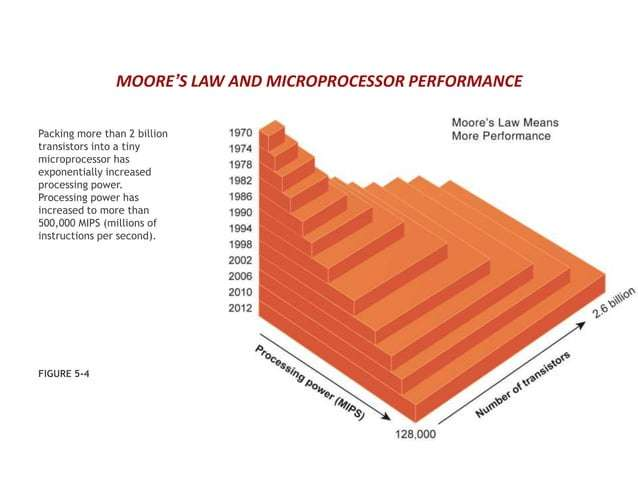 MOORE’S LAW AND MICROPROCESSOR PERFORMANCE
Packing more than 2 billion
transistors into a tiny
microprocessor has
exponentially increased
processing power.
Processing power has
increased to more than
500,000 MIPS (millions of
instructions per second).
FIGURE 5-4
Moore's Law Means
More Performance
1970
1974
1978
1982
1986
1990
1994
1998
2002
2006
2010
2012
Processing power (MIPS)
128,000
Number of transistors
2.6 billion